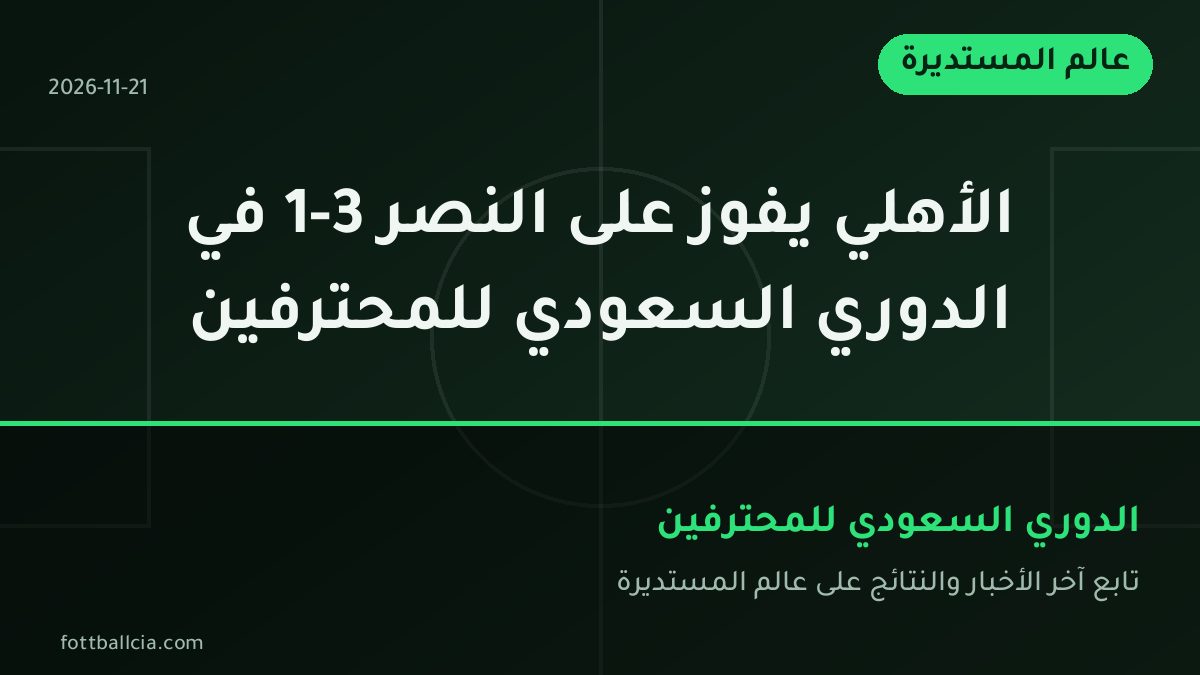 عالم المستديرة
2026-11-21
الأهلي يفوز على النصر 3-1 في
الدوري السعودي للمحترفين
الدوري السعودي للمحترفين
تابع آخر الأخبار والنتائج على عالم المستديرة
fottballcia.com